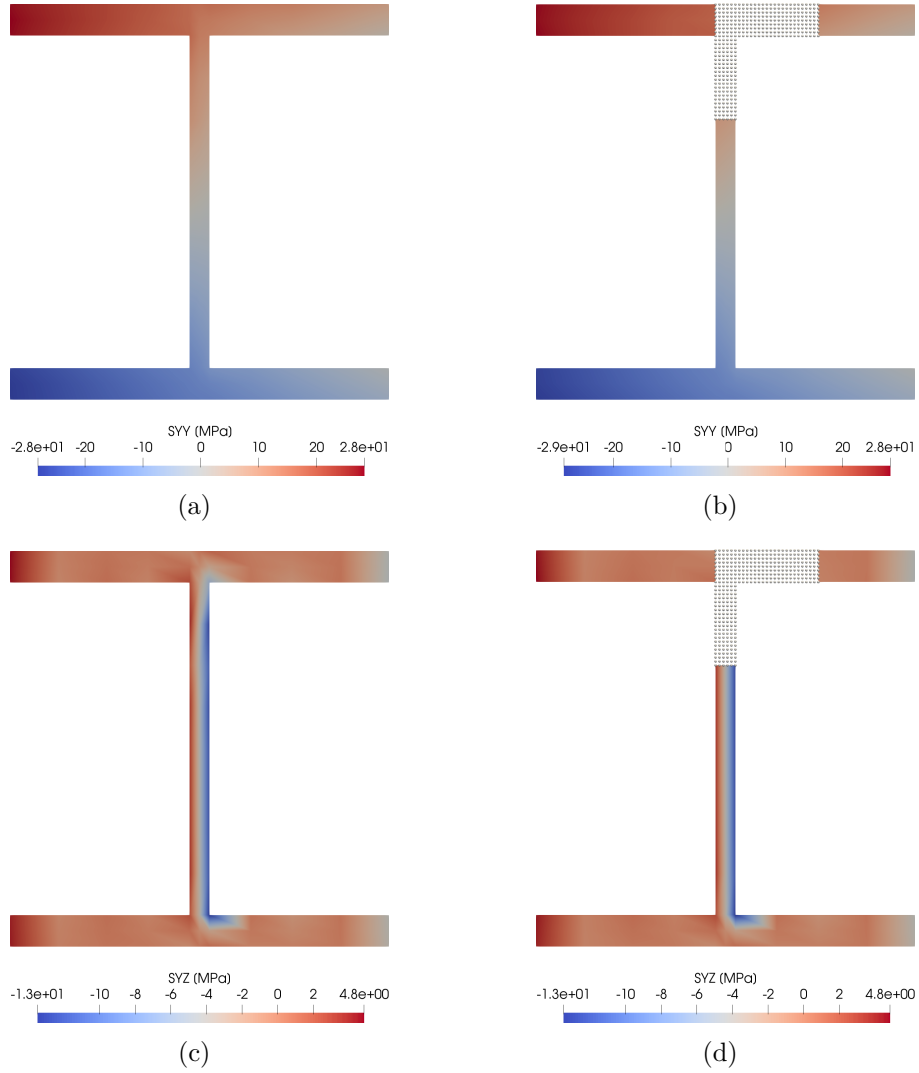 SYY (MPa) SYY (MPa)
-2.8e+01 -20 -10 0 10 20 2.8e+01 -2.9e+01 -20 -10 0 10 20 2.8e+01
(a) (b)
SYZ (MPa) SYZ (MPa)
-1.3e+01 -10 -8 -6 -4 -2 0 2 4.8e+00 -1.3e+01 -10 -8 -6 -4 -2 0 2 4.8e+00
(c) (d)